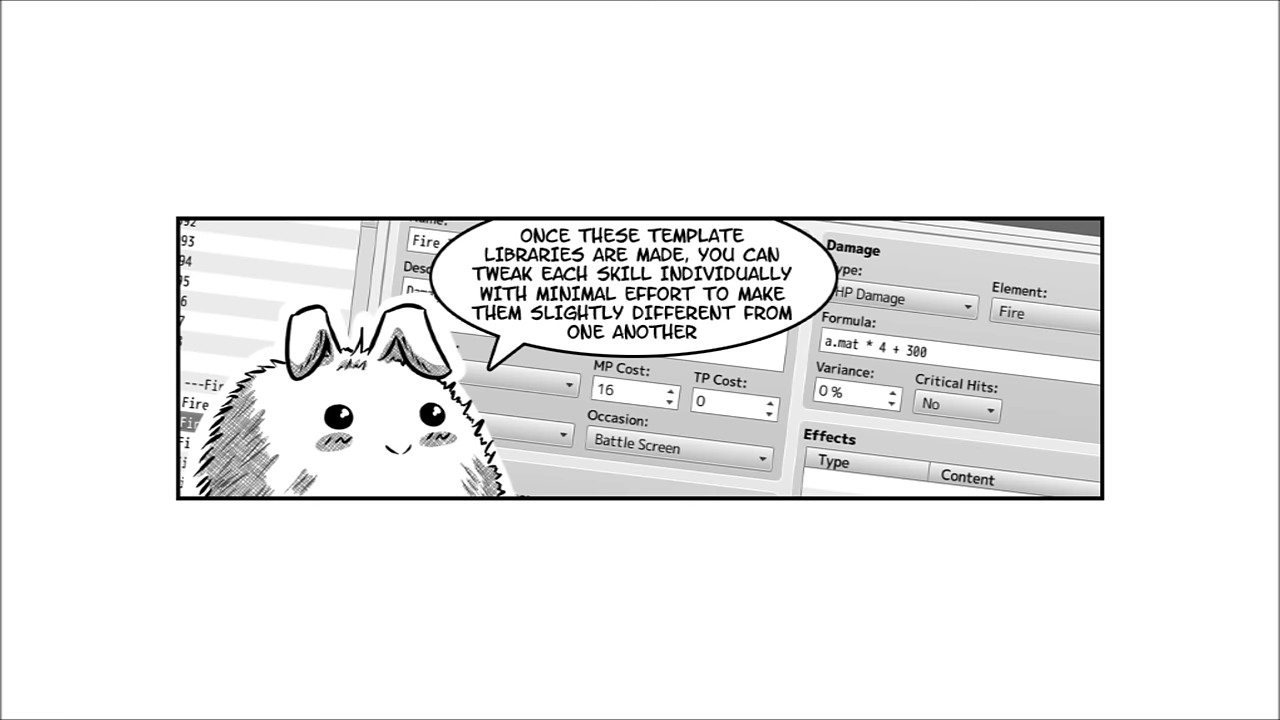 93
ONCE THESE TEMPLATE
LIBRARIES ARE MADE, YOU CAN
TWEAK EACH SKILL INDIVIDUALLY
WITH MINIMAL EFFORT TO MAKE
THEM SLIGHTLY DIFFERENT FROM
ONE ANOTHER
Name:
Fire
Damage
Element:
HP Damage
Fire
Formula:
a.mat * 4 + 300
Variance:
Critical Hits:
0 %
No
MP Cost:
TP Cost:
16
0
Occasion:
Battle Screen
Effects
Type
Content
Fire